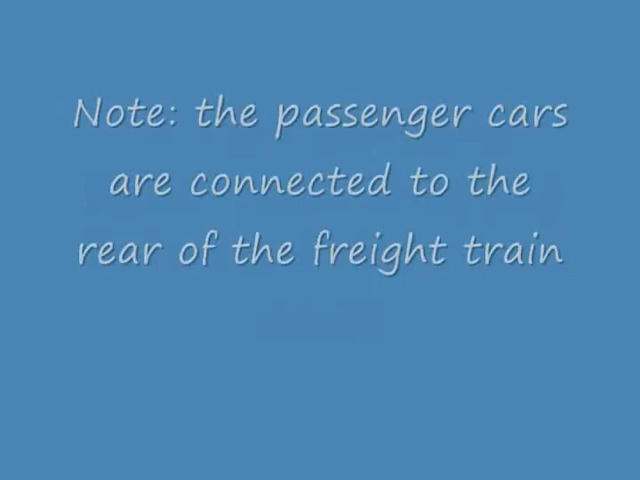 Note: the passenger cars
are connected to the
rear of the freight train